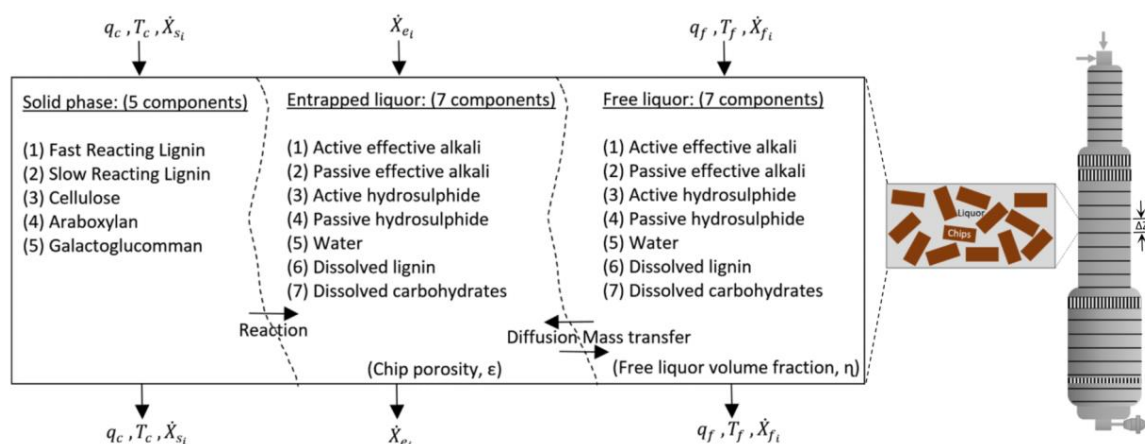 q_c , T_c , Ẋ_{s_i}
Ẋ_{e_i}
q_f , T_f , Ẋ_{f_i}
Solid phase: (5 components)
(1) Fast Reacting Lignin
(2) Slow Reacting Lignin
(3) Cellulose
(4) Araboxylan
(5) Galactoglucomman
Entrapped liquor: (7 components)
(1) Active effective alkali
(2) Passive effective alkali
(3) Active hydrosulphide
(4) Passive hydrosulphide
(5) Water
(6) Dissolved lignin
(7) Dissolved carbohydrates
Free liquor: (7 components)
(1) Active effective alkali
(2) Passive effective alkali
(3) Active hydrosulphide
(4) Passive hydrosulphide
(5) Water
(6) Dissolved lignin
(7) Dissolved carbohydrates
Reaction
Diffusion Mass transfer
(Chip porosity, ε)
(Free liquor volume fraction, η)
q_c , T_c , Ẋ_{s_i}
Ẋ_{e_i}
q_f , T_f , Ẋ_{f_i}
Liquor
Chips
ΔZ